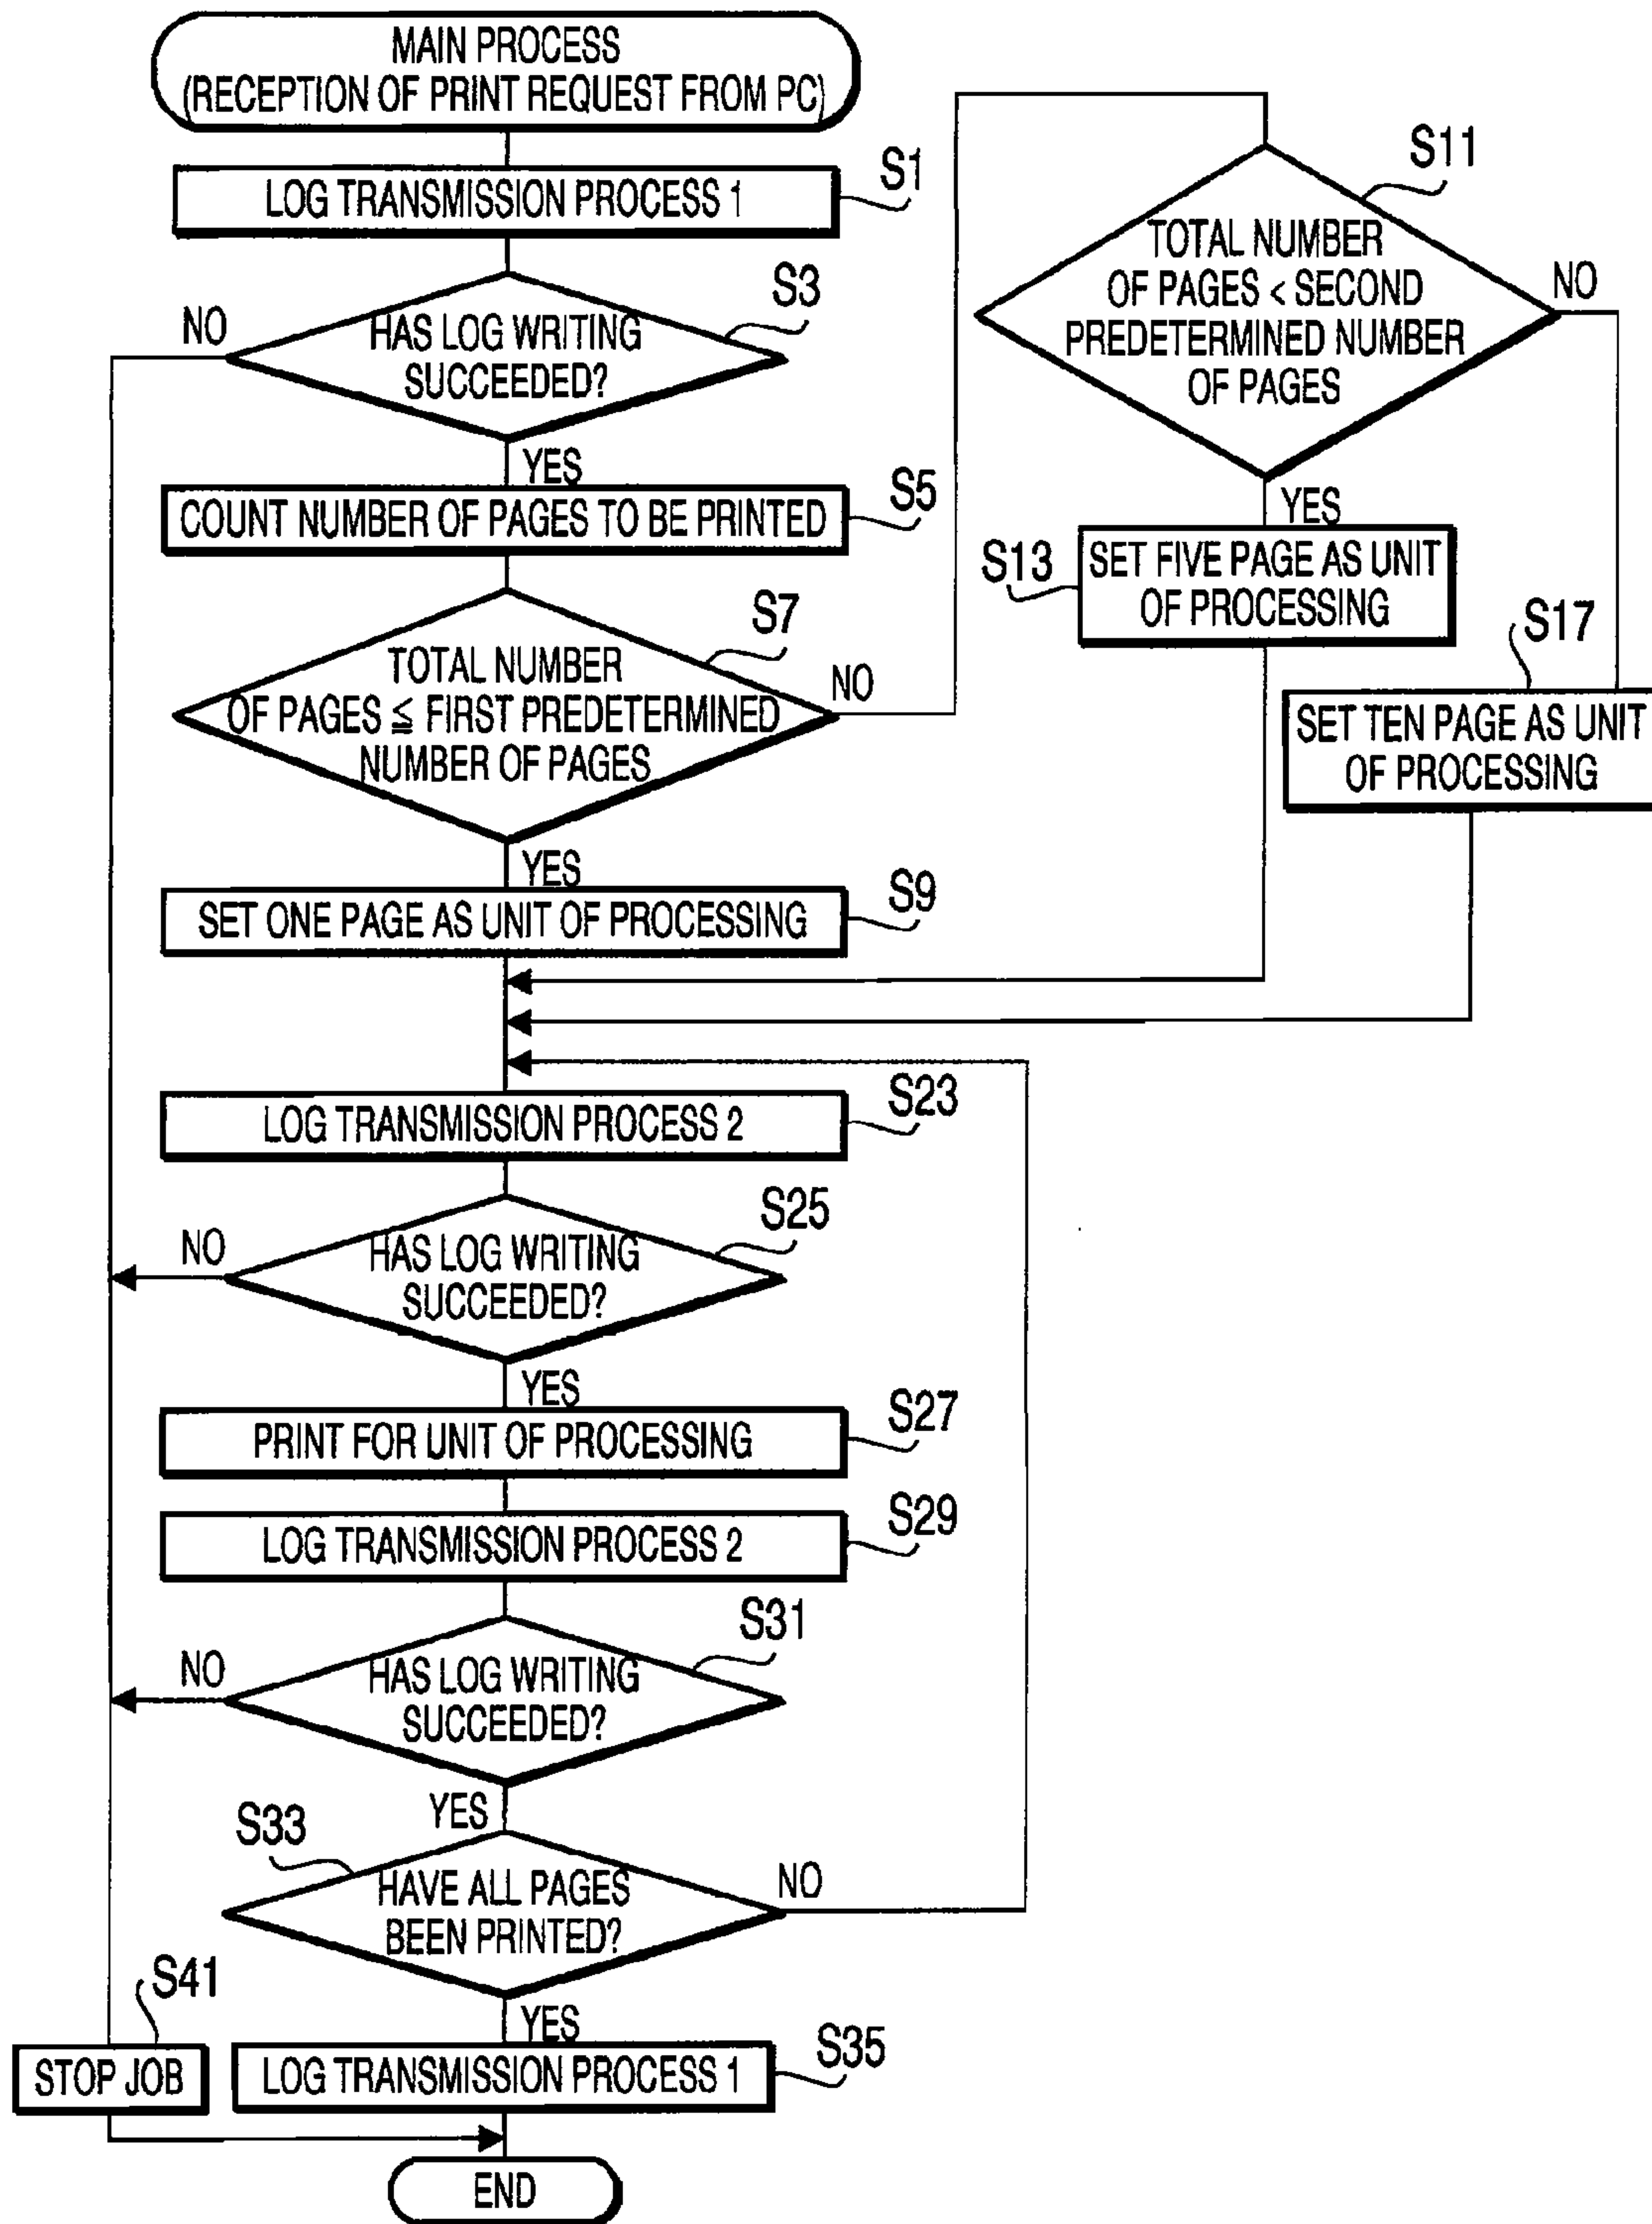 MAIN PROCESS
(RECEPTION OF PRINT REQUEST FROM PC)
S1
LOG TRANSMISSION PROCESS 1
S3
NO
HAS LOG WRITING
SUCCEEDED?
YES
S5
COUNT NUMBER OF PAGES TO BE PRINTED
S7
TOTAL NUMBER
OF PAGES ≦ FIRST PREDETERMINED
NUMBER OF PAGES
NO
YES
S9
SET ONE PAGE AS UNIT OF PROCESSING
S11
TOTAL NUMBER
OF PAGES < SECOND
PREDETERMINED NUMBER
OF PAGES
NO
YES
S13
SET FIVE PAGE AS UNIT
OF PROCESSING
S17
SET TEN PAGE AS UNIT
OF PROCESSING
S23
LOG TRANSMISSION PROCESS 2
S25
NO
HAS LOG WRITING
SUCCEEDED?
YES
S27
PRINT FOR UNIT OF PROCESSING
S29
LOG TRANSMISSION PROCESS 2
S31
NO
HAS LOG WRITING
SUCCEEDED?
YES
S33
HAVE ALL PAGES
BEEN PRINTED?
NO
YES
S41
STOP JOB
S35
LOG TRANSMISSION PROCESS 1
END